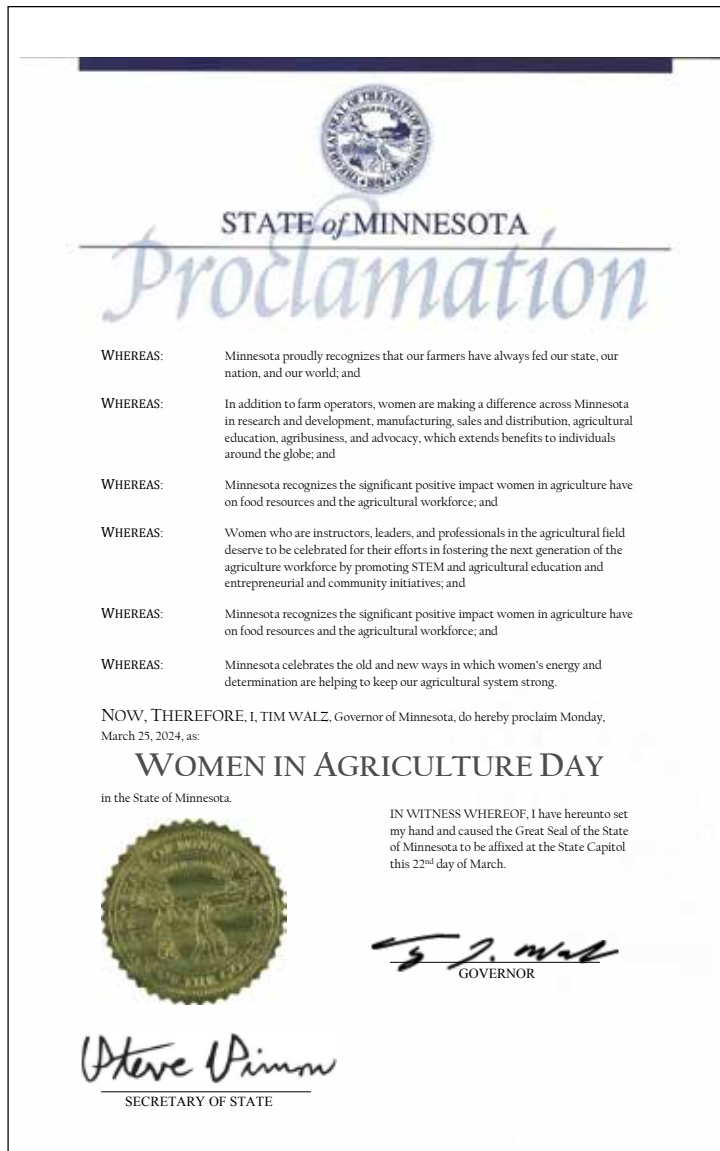 THE GREAT SEAL OF THE STATE OF MINNESOTA
STATE of MINNESOTA
Proclamation
WHEREAS: Minnesota proudly recognizes that our farmers have always fed our state, our
nation, and our world; and
WHEREAS: In addition to farm operators, women are making a difference across Minnesota
in research and development, manufacturing, sales and distribution, agricultural
education, agribusiness, and advocacy, which extends benefits to individuals
around the globe; and
WHEREAS: Minnesota recognizes the significant positive impact women in agriculture have
on food resources and the agricultural workforce; and
WHEREAS: Women who are instructors, leaders, and professionals in the agricultural field
deserve to be celebrated for their efforts in fostering the next generation of the
agriculture workforce by promoting STEM and agricultural education and
entrepreneurial and community initiatives; and
WHEREAS: Minnesota recognizes the significant positive impact women in agriculture have
on food resources and the agricultural workforce; and
WHEREAS: Minnesota celebrates the old and new ways in which women's energy and
determination are helping to keep our agricultural system strong.
NOW, THEREFORE, I, TIM WALZ, Governor of Minnesota, do hereby proclaim Monday,
March 25, 2024, as:
WOMEN IN AGRICULTURE DAY
in the State of Minnesota.
IN WITNESS WHEREOF, I have hereunto set
my hand and caused the Great Seal of the State
of Minnesota to be affixed at the State Capitol
this 22nd day of March.
GOVERNOR
Steve Simon
SECRETARY OF STATE